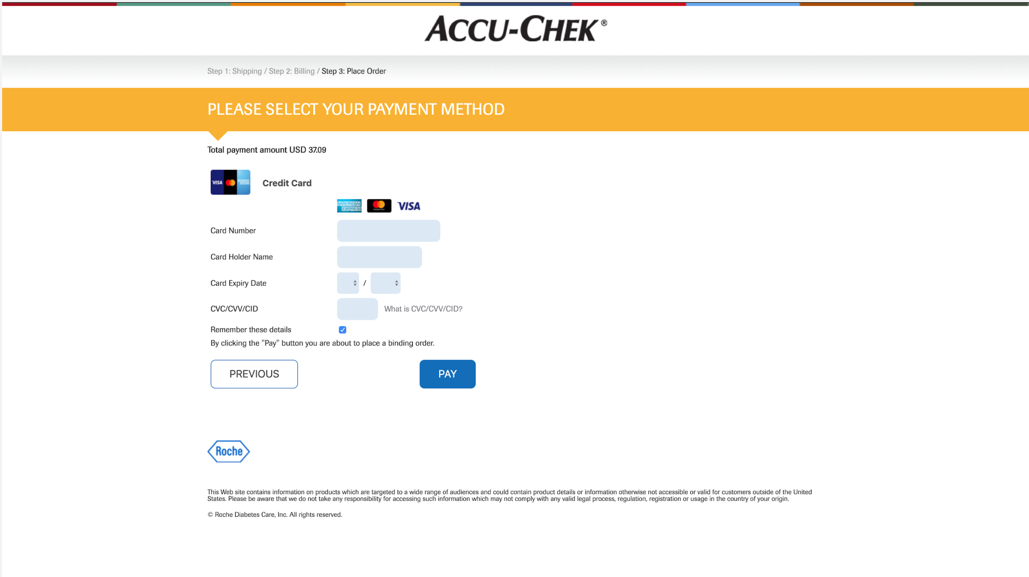 ACCU-CHEK®
Step 1: Shipping / Step 2: Billing / Step 3: Place Order
PLEASE SELECT YOUR PAYMENT METHOD
Total payment amount USD 37.09
VISA
Credit Card
VISA
Card Number
Card Holder Name
Card Expiry Date
/
CVC/CVV/CID
What is CVC/CVV/CID?
Remember these details
By clicking the "Pay" button you are about to place a binding order.
PREVIOUS
PAY
Roche
This Web site contains information on products which are targeted to a wide range of audiences and could contain product details or information otherwise not accessible or valid for customers outside of the United
States. Please be aware that we do not take any responsibility for accessing such information which may not comply with any valid legal process, regulation, registration or usage in the country of your origin.
© Roche Diabetes Care, Inc. All rights reserved.